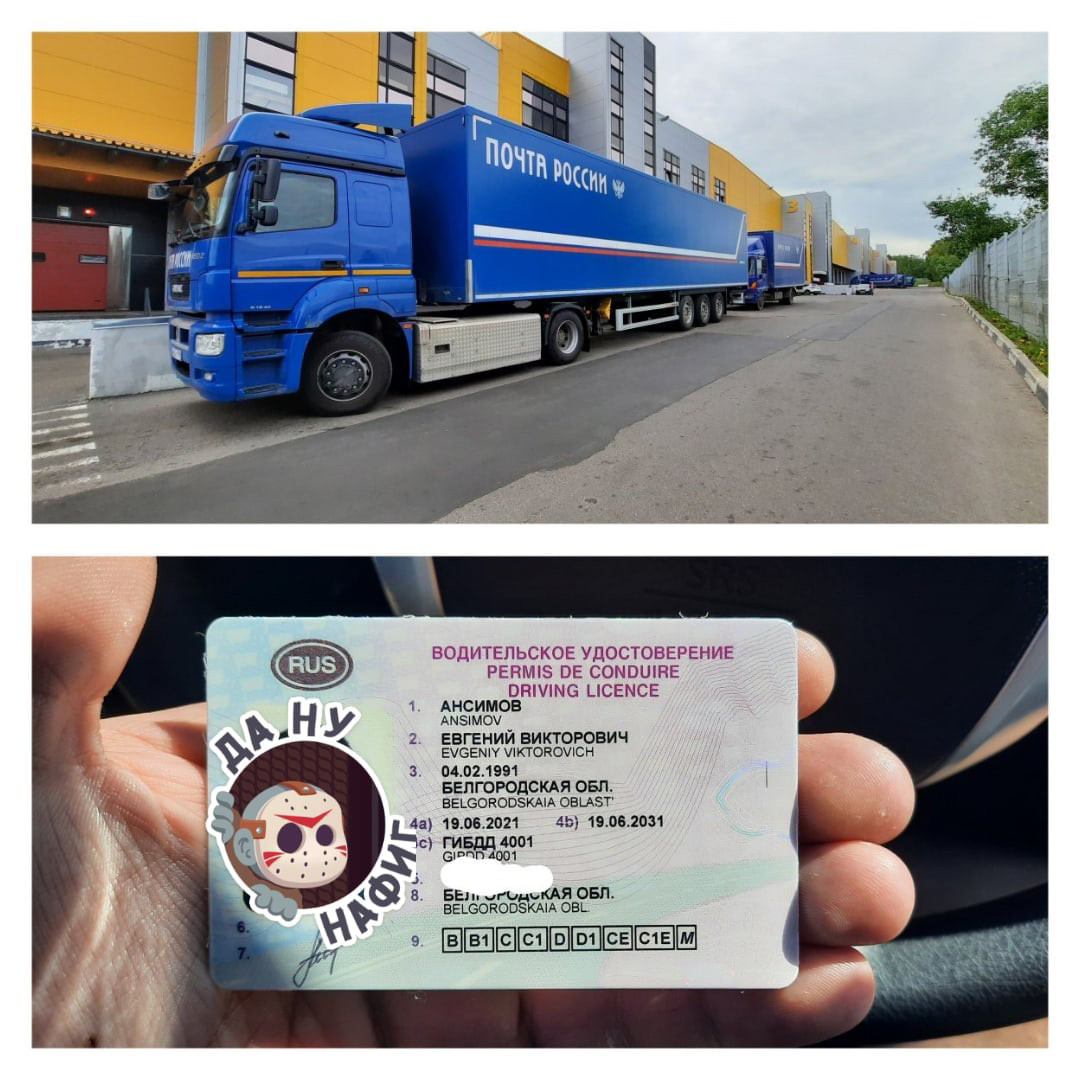 ПОЧТА РОССИИ
3
RUS
ВОДИТЕЛЬСКОЕ УДОСТОВЕРЕНИЕ
PERMIS DE CONDUIRE
DRIVING LICENCE
ДА НУ
НАФИГ
1. АНСИМОВ
ANSIMOV
2. ЕВГЕНИЙ ВИКТОРОВИЧ
EVGENIY VIKTOROVICH
3. 04.02.1991
БЕЛГОРОДСКАЯ ОБЛ.
BELGORODSKAIA OBLAST'
4a) 19.06.2021 4b) 19.06.2031
4c) ГИБДД 4001
GIBDD 4001
5.
8. БЕЛГОРОДСКАЯ ОБЛ.
BELGORODSKAIA OBL.
6.
7.
9. B B1 C C1 D D1 CE C1E M